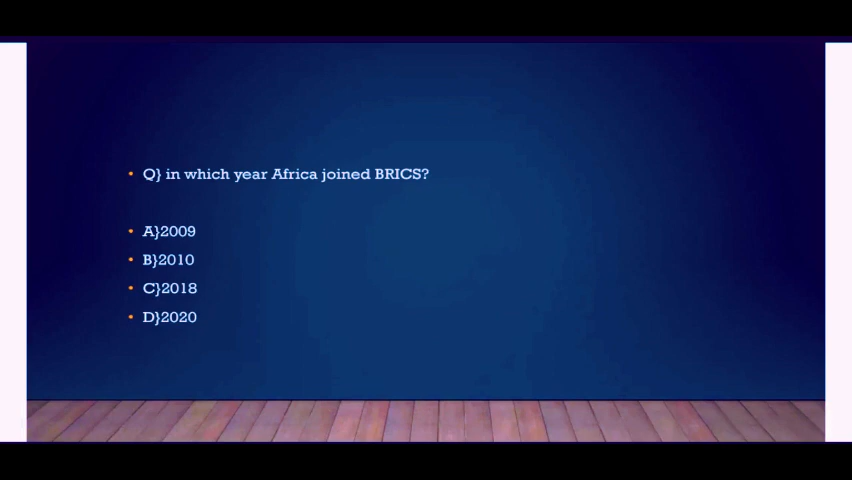 • Q} in which year Africa joined BRICS?
• A}2009
• B}2010
• C}2018
• D}2020